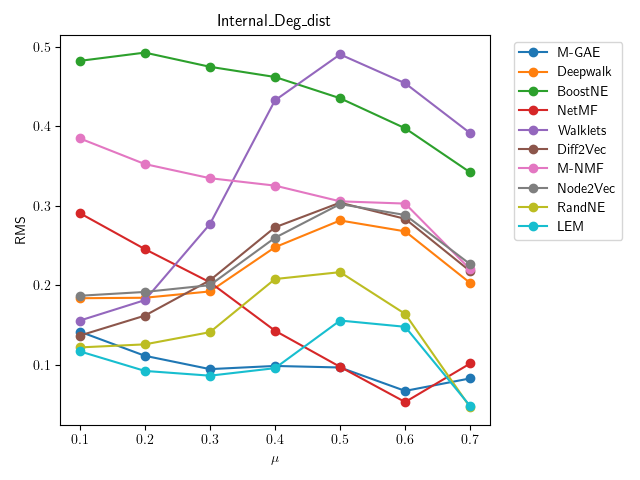 Internal_Deg_dist
0.5
0.4
0.3
0.2
0.1
RMS
0.1 0.2 0.3 0.4 0.5 0.6 0.7
μ
M-GAE
Deepwalk
BoostNE
NetMF
Walklets
Diff2Vec
M-NMF
Node2Vec
RandNE
LEM